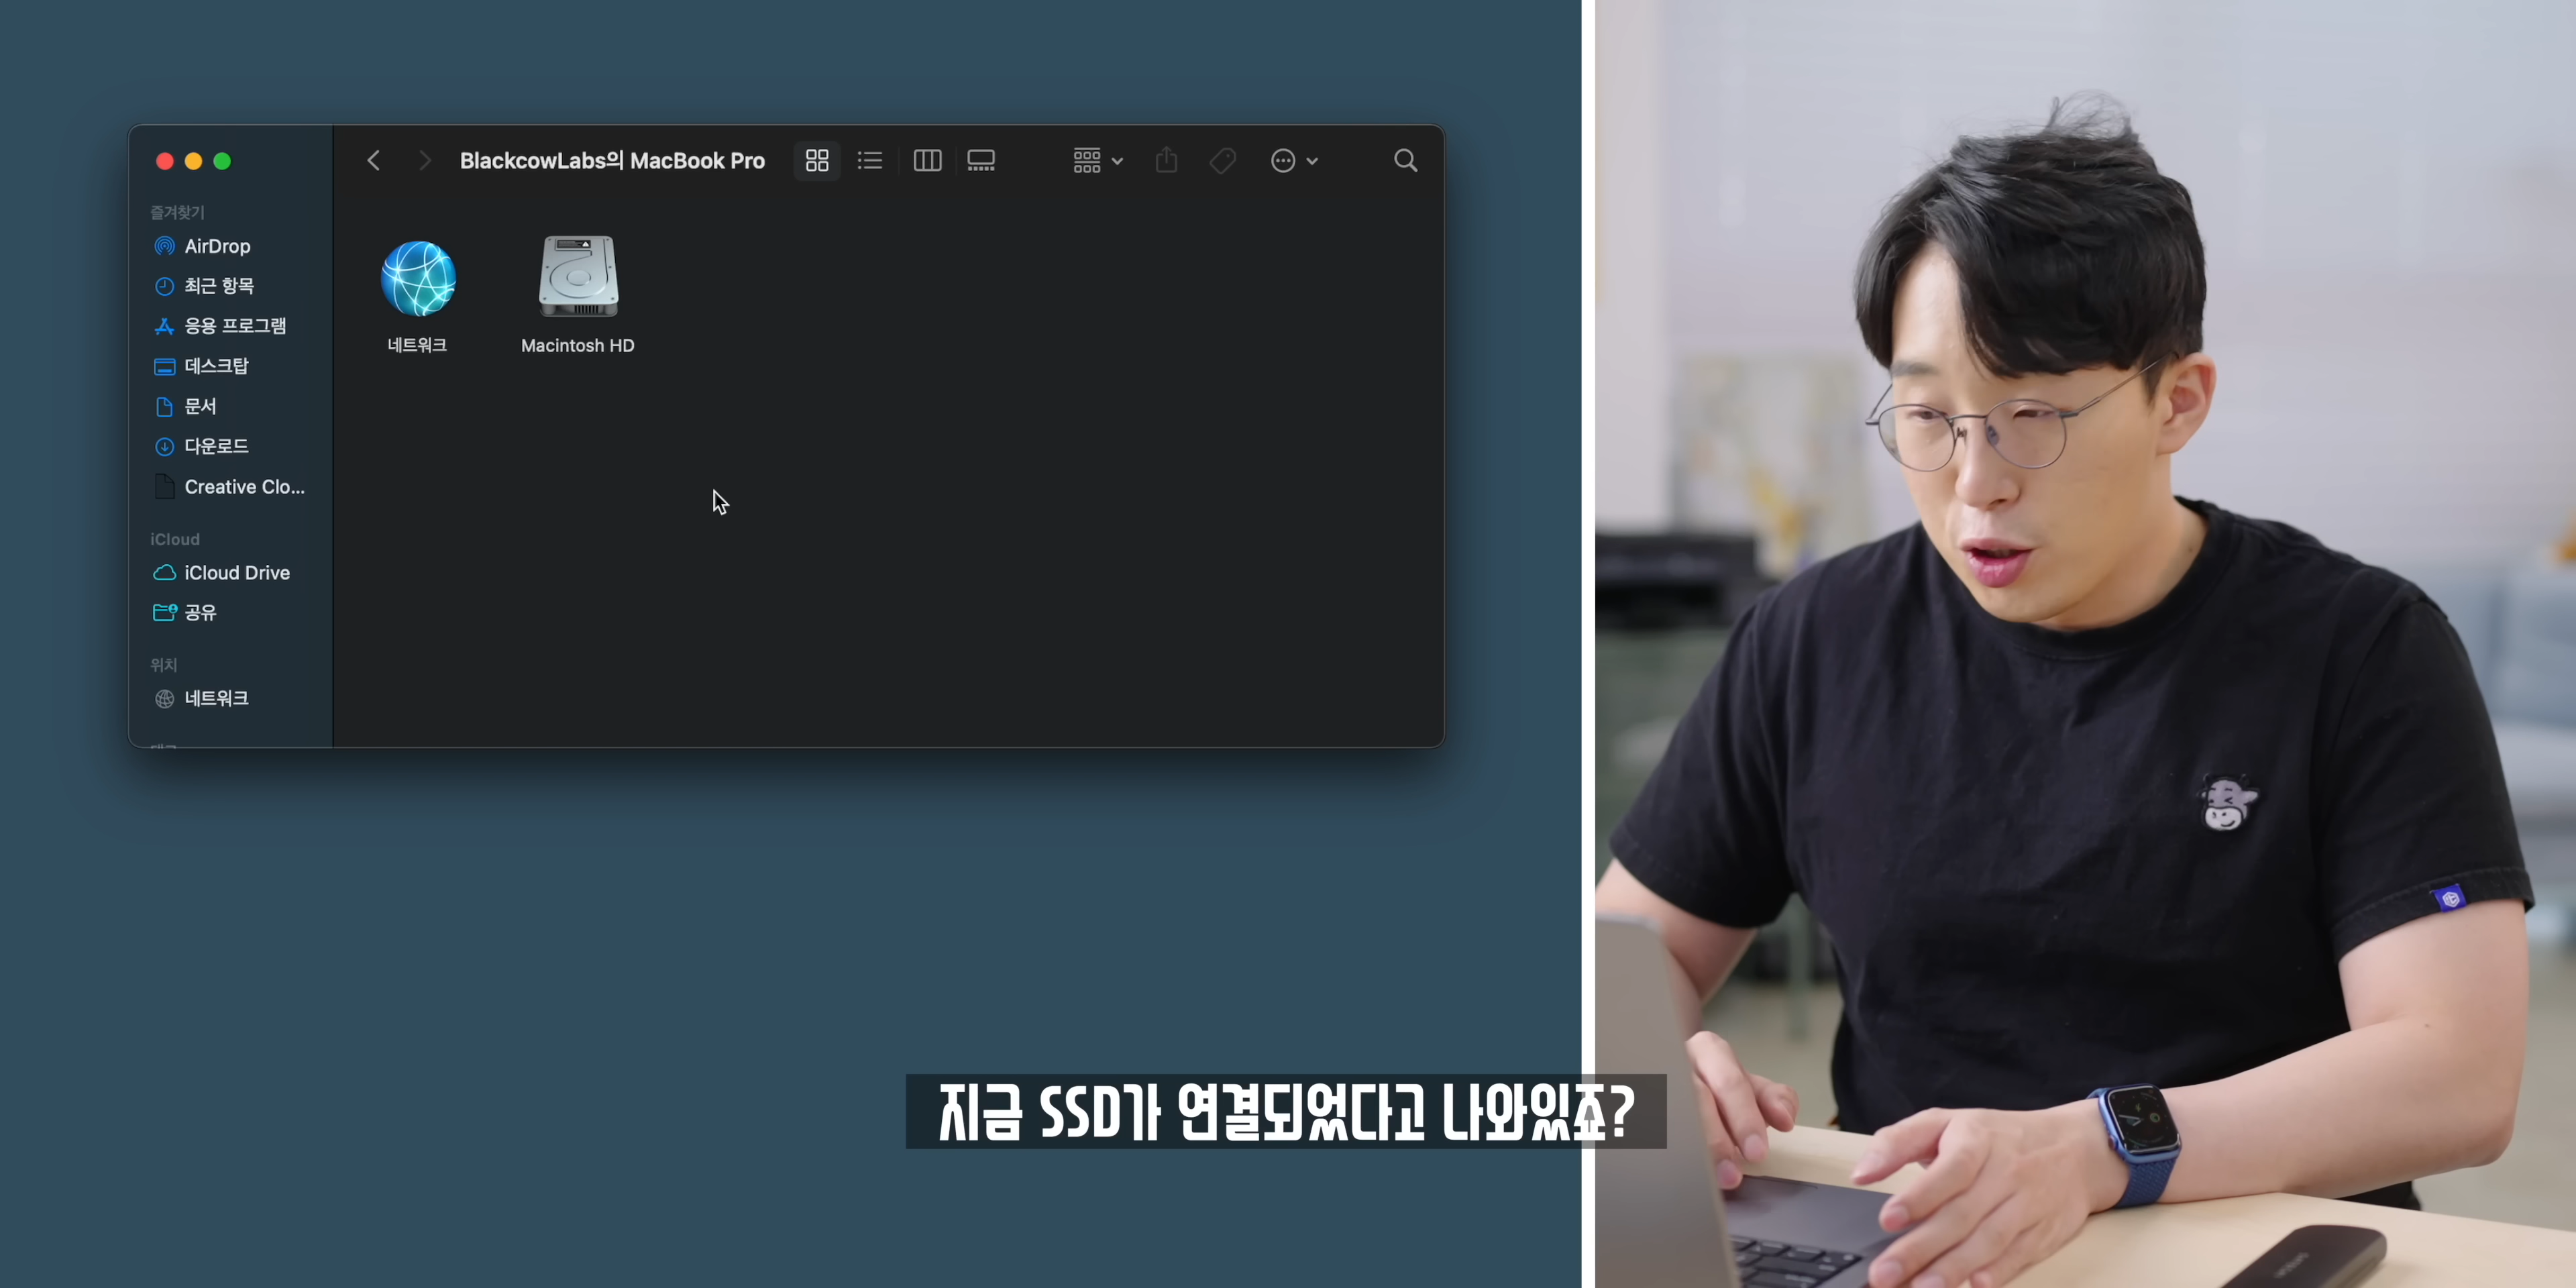 BlackcowLabs의 MacBook Pro
즐겨찾기
AirDrop
최근 항목
응용 프로그램
데스크탑
문서
다운로드
Creative Clo...
iCloud
iCloud Drive
공유
위치
네트워크
네트워크
Macintosh HD
지금 SSD가 연결되었다고 나와있죠?